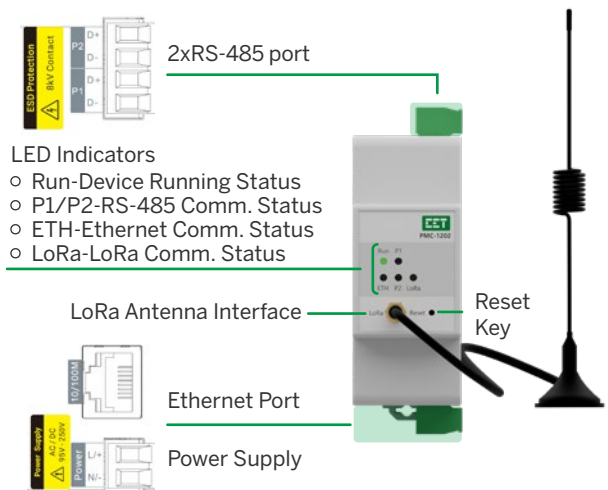 ESD Protection
8kV Contact
P2
P1
D+
D-
D+
D-
2xRS-485 port
LED Indicators
Run-Device Running Status
P1/P2-RS-485 Comm. Status
ETH-Ethernet Comm. Status
LoRa-LoRa Comm. Status
CET
PMC-1202
Run P1
ETH P2 LoRa
LoRa Reset
LoRa Antenna Interface
Reset
Key
10/100M
Ethernet Port
Power Supply
AC / DC
95V - 250V
Power
L/+
N/-
Power Supply